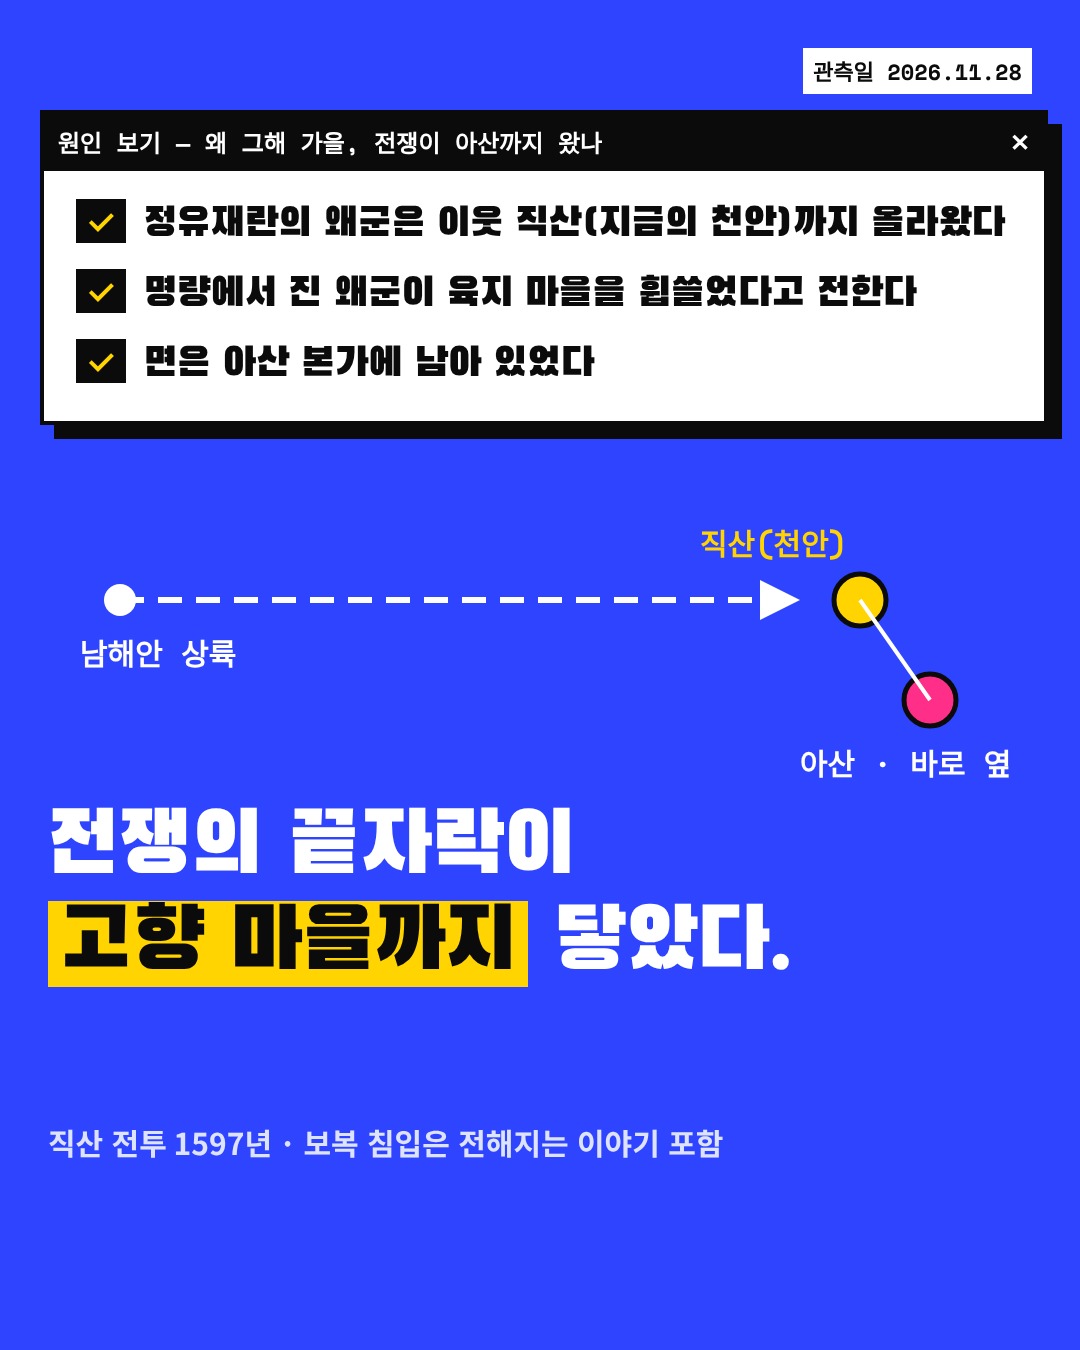 관측일 2026.11.28
원인 보기 — 왜 그해 가을, 전쟁이 아산까지 왔나 ×
정유재란의 왜군은 이웃 직산(지금의 천안)까지 올라왔다
명량에서 진 왜군이 육지 마을을 휩쓸었다고 전한다
면은 아산 본가에 남아 있었다
직산(천안)
남해안 상륙
아산 · 바로 옆
전쟁의 끝자락이
고향 마을까지 닿았다.
직산 전투 1597년 · 보복 침입은 전해지는 이야기 포함